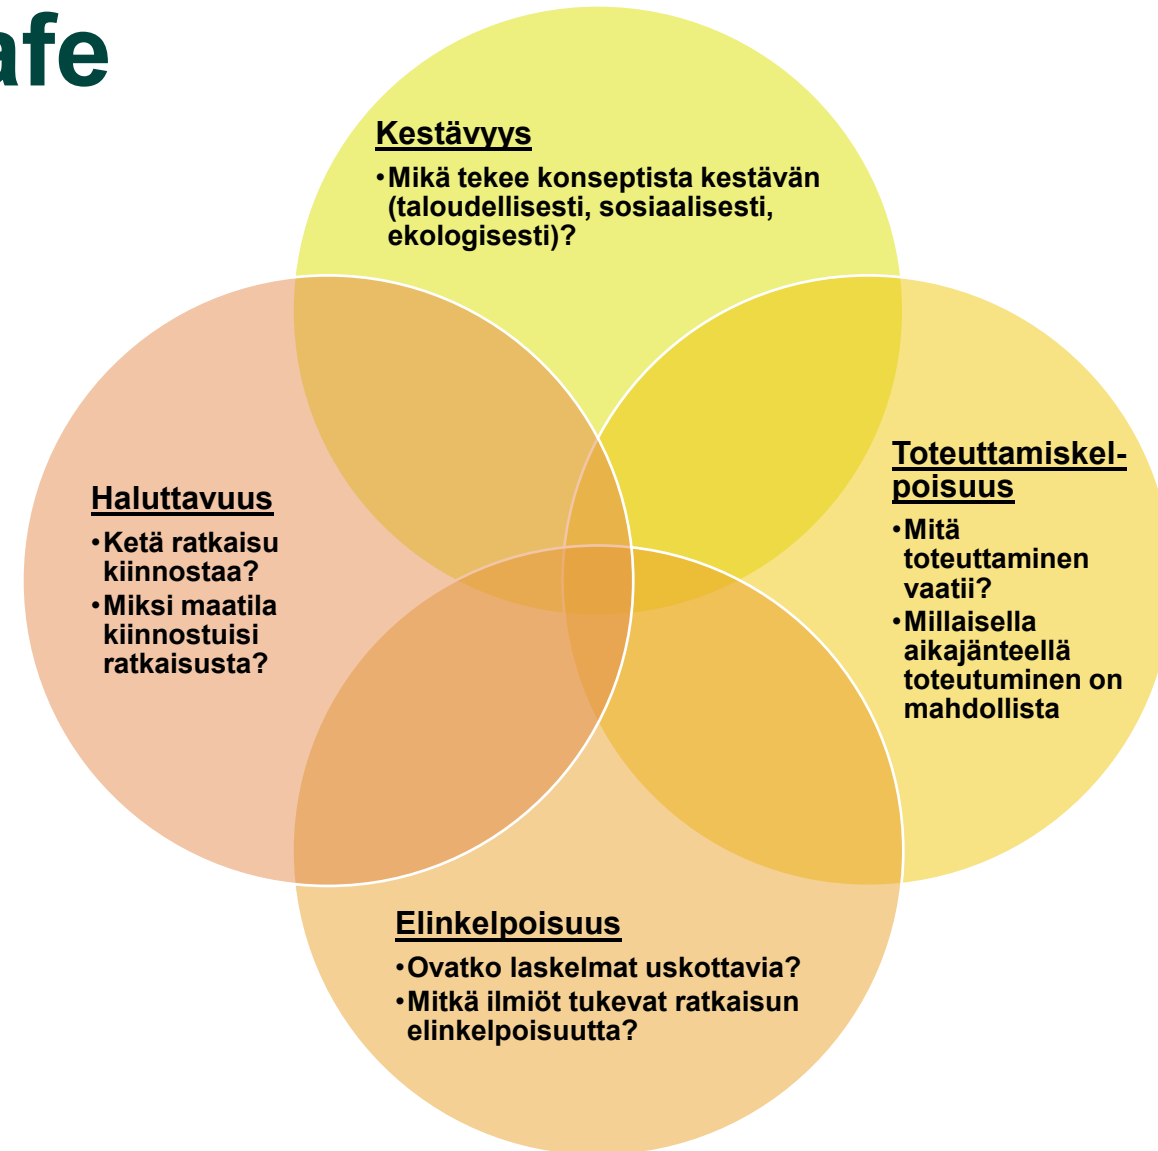 afe
Kestävyys
•Mikä tekee konseptista kestävän
(taloudellisesti, sosiaalisesti,
ekologisesti)?
Haluttavuus
•Ketä ratkaisu
kiinnostaa?
•Miksi maatila
kiinnostuisi
ratkaisusta?
Toteuttamiskel-
poisuus
•Mitä
toteuttaminen
vaatii?
•Millaisella
aikajänteellä
toteutuminen on
mahdollista
Elinkelpoisuus
•Ovatko laskelmat uskottavia?
•Mitkä ilmiöt tukevat ratkaisun
elinkelpoisuutta?